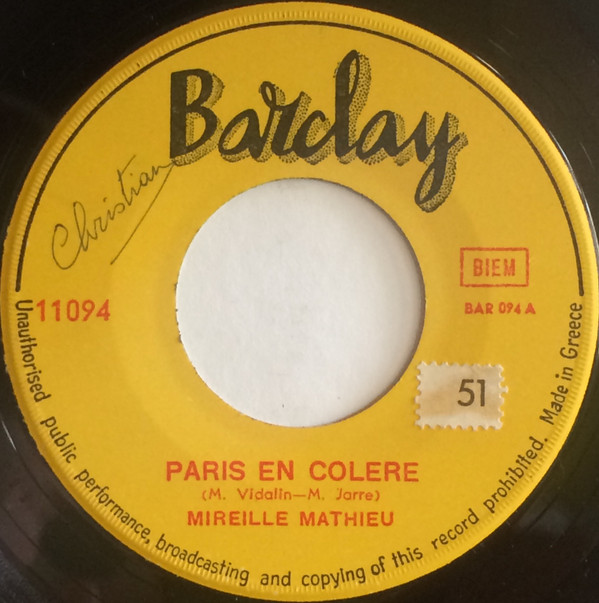 Barclay
Christian
BIEM
11094
BAR 094 A
51
PARIS EN COLERE
(M. Vidalin—M. Jarre)
MIREILLE MATHIEU
Unauthorised public performance, broadcasting and copying of this record prohibited. Made in Greece